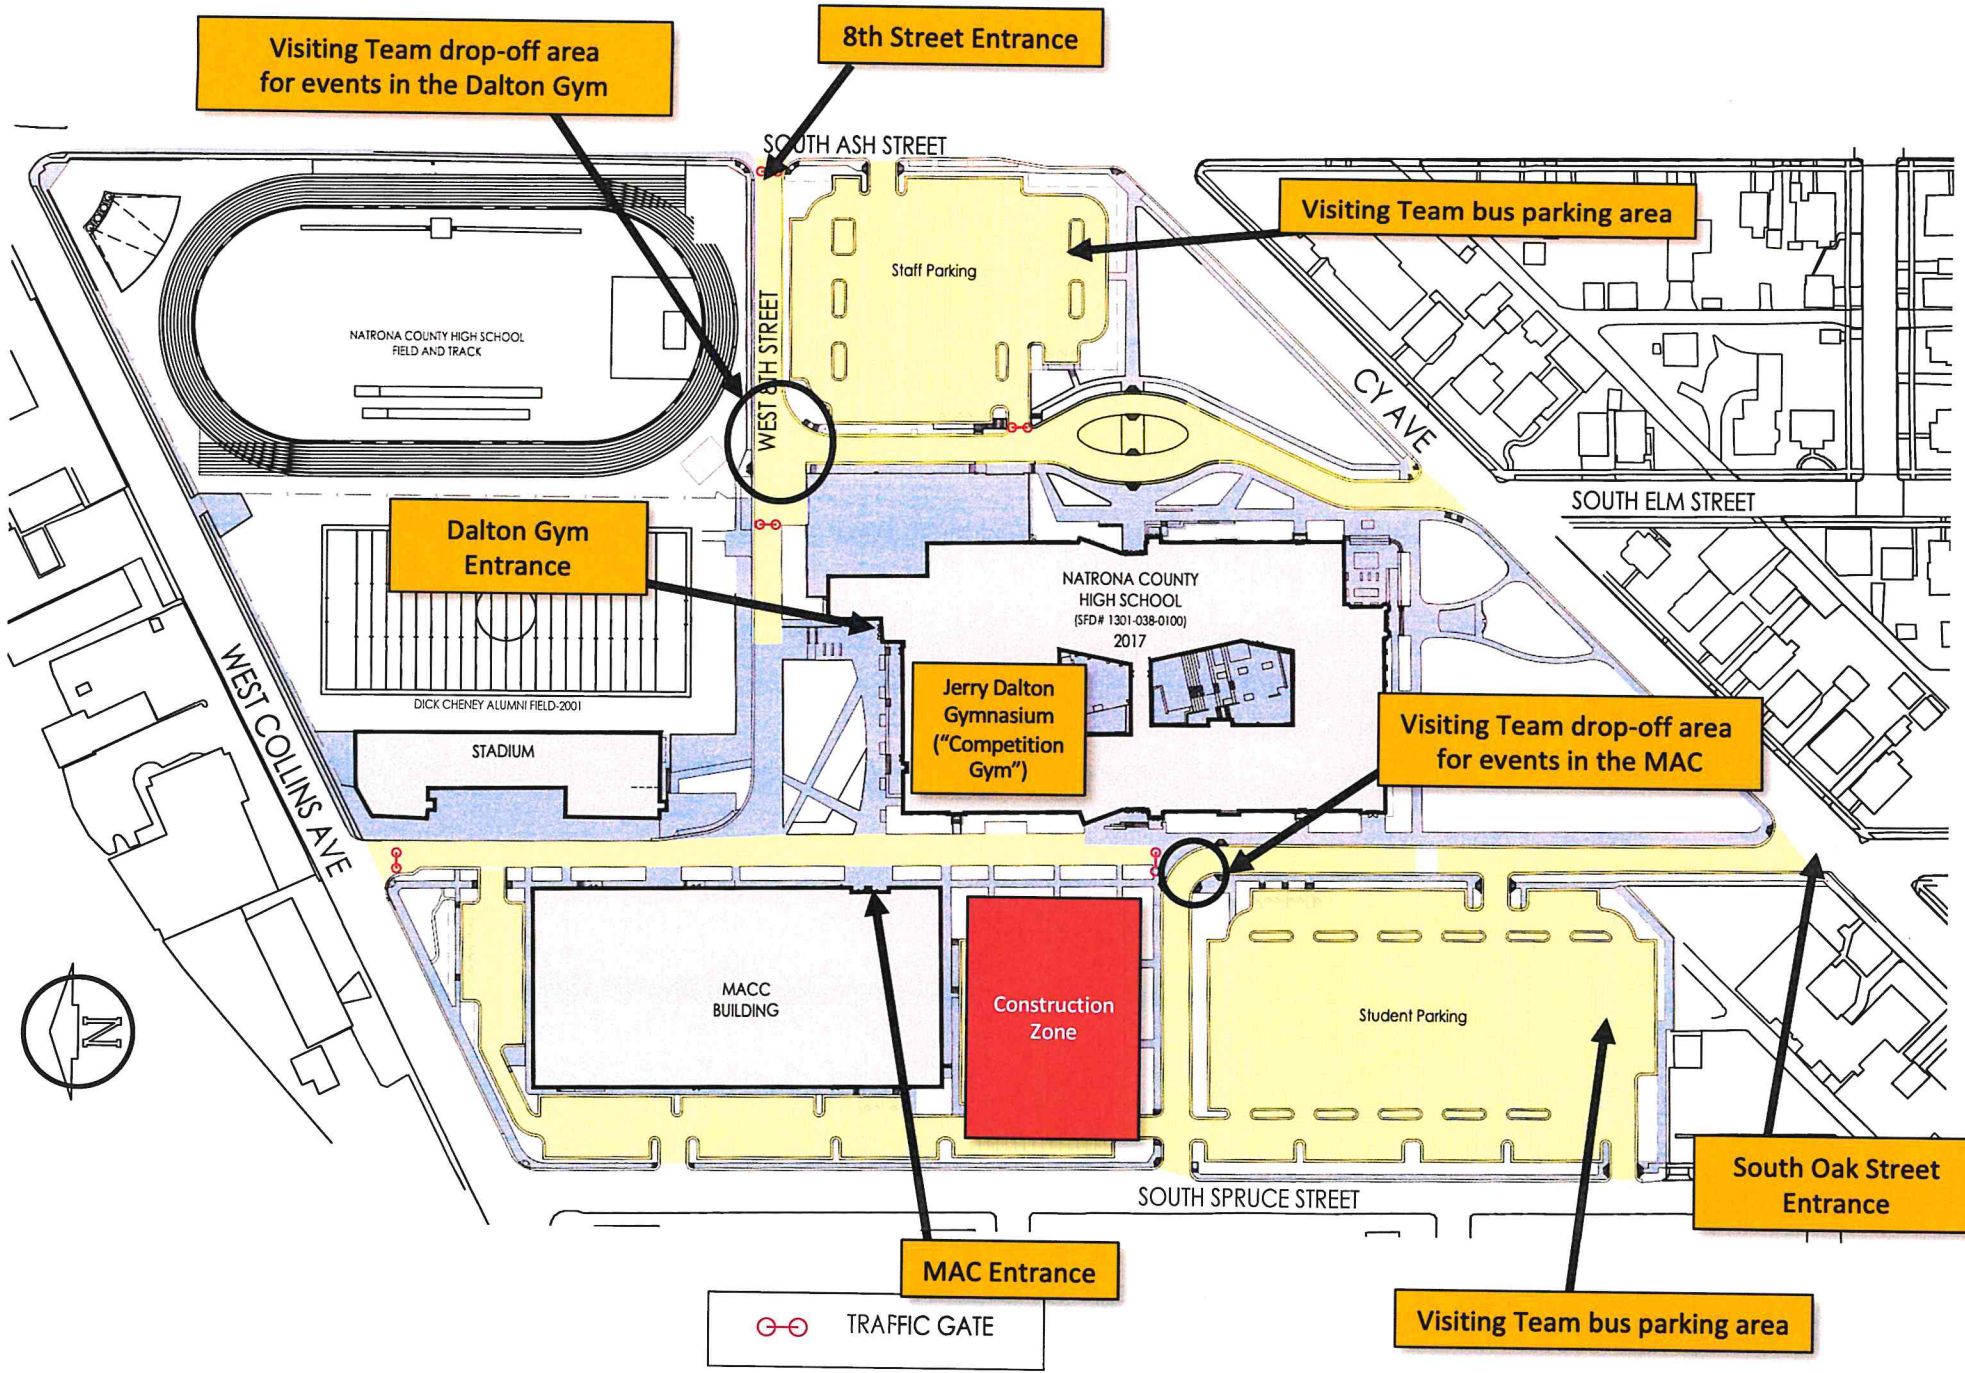 8th Street Entrance
Visiting Team drop-off area
for events in the Dalton Gym
SOUTH ASH STREET
Visiting Team bus parking area
Staff Parking
WEST 8TH STREET
NATRONA COUNTY HIGH SCHOOL
FIELD AND TRACK
CY AVE
SOUTH ELM STREET
Dalton Gym
Entrance
NATRONA COUNTY
HIGH SCHOOL
(SFD# 1301-038-0100)
2017
Jerry Dalton
Gymnasium
(“Competition
Gym”)
DICK CHENEY ALUMNI FIELD-2001
STADIUM
WEST COLLINS AVE
Visiting Team drop-off area
for events in the MAC
MACC
BUILDING
Construction
Zone
Student Parking
N
South Oak Street
Entrance
SOUTH SPRUCE STREET
MAC Entrance
Visiting Team bus parking area
TRAFFIC GATE